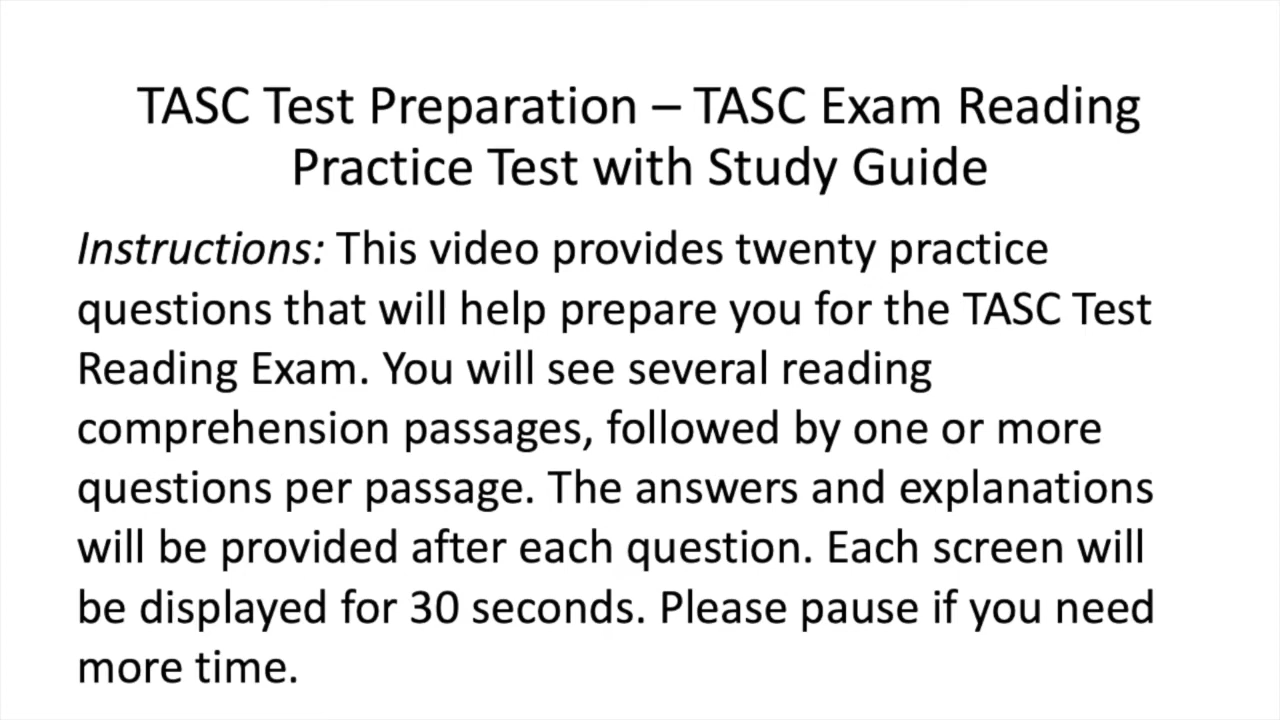 TASC Test Preparation – TASC Exam Reading
Practice Test with Study Guide
Instructions: This video provides twenty practice
questions that will help prepare you for the TASC Test
Reading Exam. You will see several reading
comprehension passages, followed by one or more
questions per passage. The answers and explanations
will be provided after each question. Each screen will
be displayed for 30 seconds. Please pause if you need
more time.